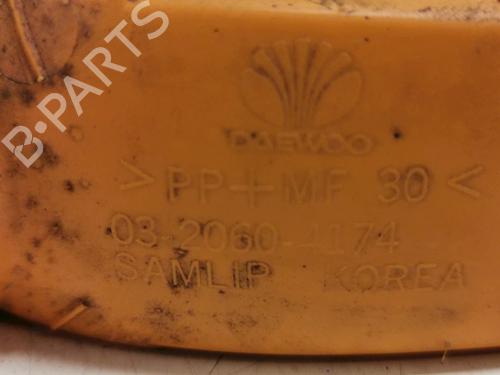 B·PARTS
DAEWOO
> PP+MF 30 <
03-2060-4174
SAMLIP KOREA